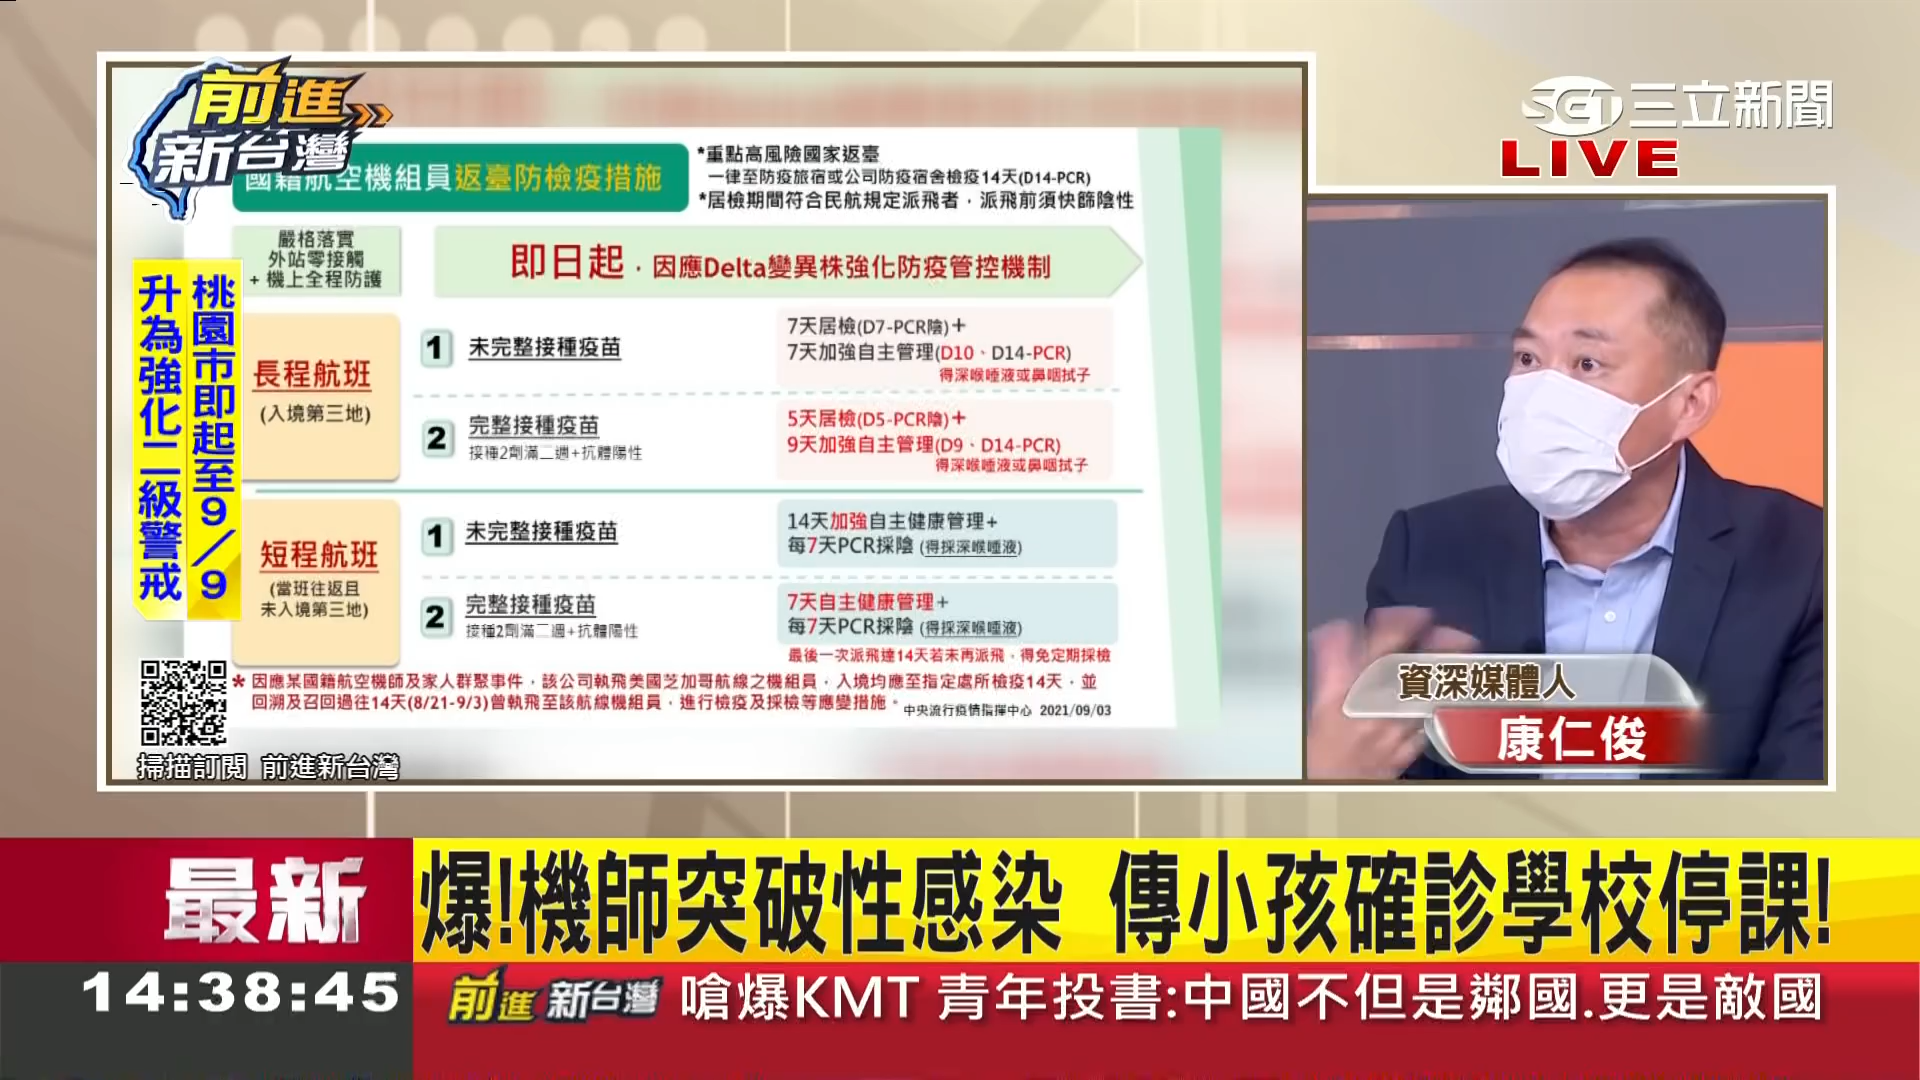 前進
新台灣
SET三立新聞
LIVE
國籍航空機組員返臺防檢疫措施
*重點高風險國家返臺
一律至防疫旅宿或公司防疫宿舍檢疫14天(D14-PCR)
*居檢期間符合民航規定派飛者，派飛前須快篩陰性
嚴格落實
外站零接觸
+ 機上全程防護
即日起，因應Delta變異株強化防疫管控機制
桃園市即起至9/9
升為強化二級警戒
長程航班
(入境第三地)
1 未完整接種疫苗
7天居檢(D7-PCR陰)+
7天加強自主管理(D10、D14-PCR)
得深喉唾液或鼻咽拭子
2 完整接種疫苗
接種2劑滿二週+抗體陽性
5天居檢(D5-PCR陰)+
9天加強自主管理(D9、D14-PCR)
得深喉唾液或鼻咽拭子
短程航班
(當班往返且
未入境第三地)
1 未完整接種疫苗
14天加強自主健康管理+
每7天PCR採陰 (得採深喉唾液)
2 完整接種疫苗
接種2劑滿二週+抗體陽性
7天自主健康管理+
每7天PCR採陰 (得採深喉唾液)
最後一次派飛達14天若未再派飛，得免定期採檢
* 因應某國籍航空機師及家人群聚事件，該公司執飛美國芝加哥航線之機組員，入境均應至指定處所檢疫14天，並
回溯及召回過往14天(8/21-9/3)曾執飛至該航線機組員，進行檢疫及採檢等應變措施。
中央流行疫情指揮中心 2021/09/03
掃描訂閱 前進新台灣
資深媒體人
康仁俊
最新
爆!機師突破性感染 傳小孩確診學校停課!
14:38:45
前進新台灣
嗆爆KMT 青年投書:中國不但是鄰國.更是敵國